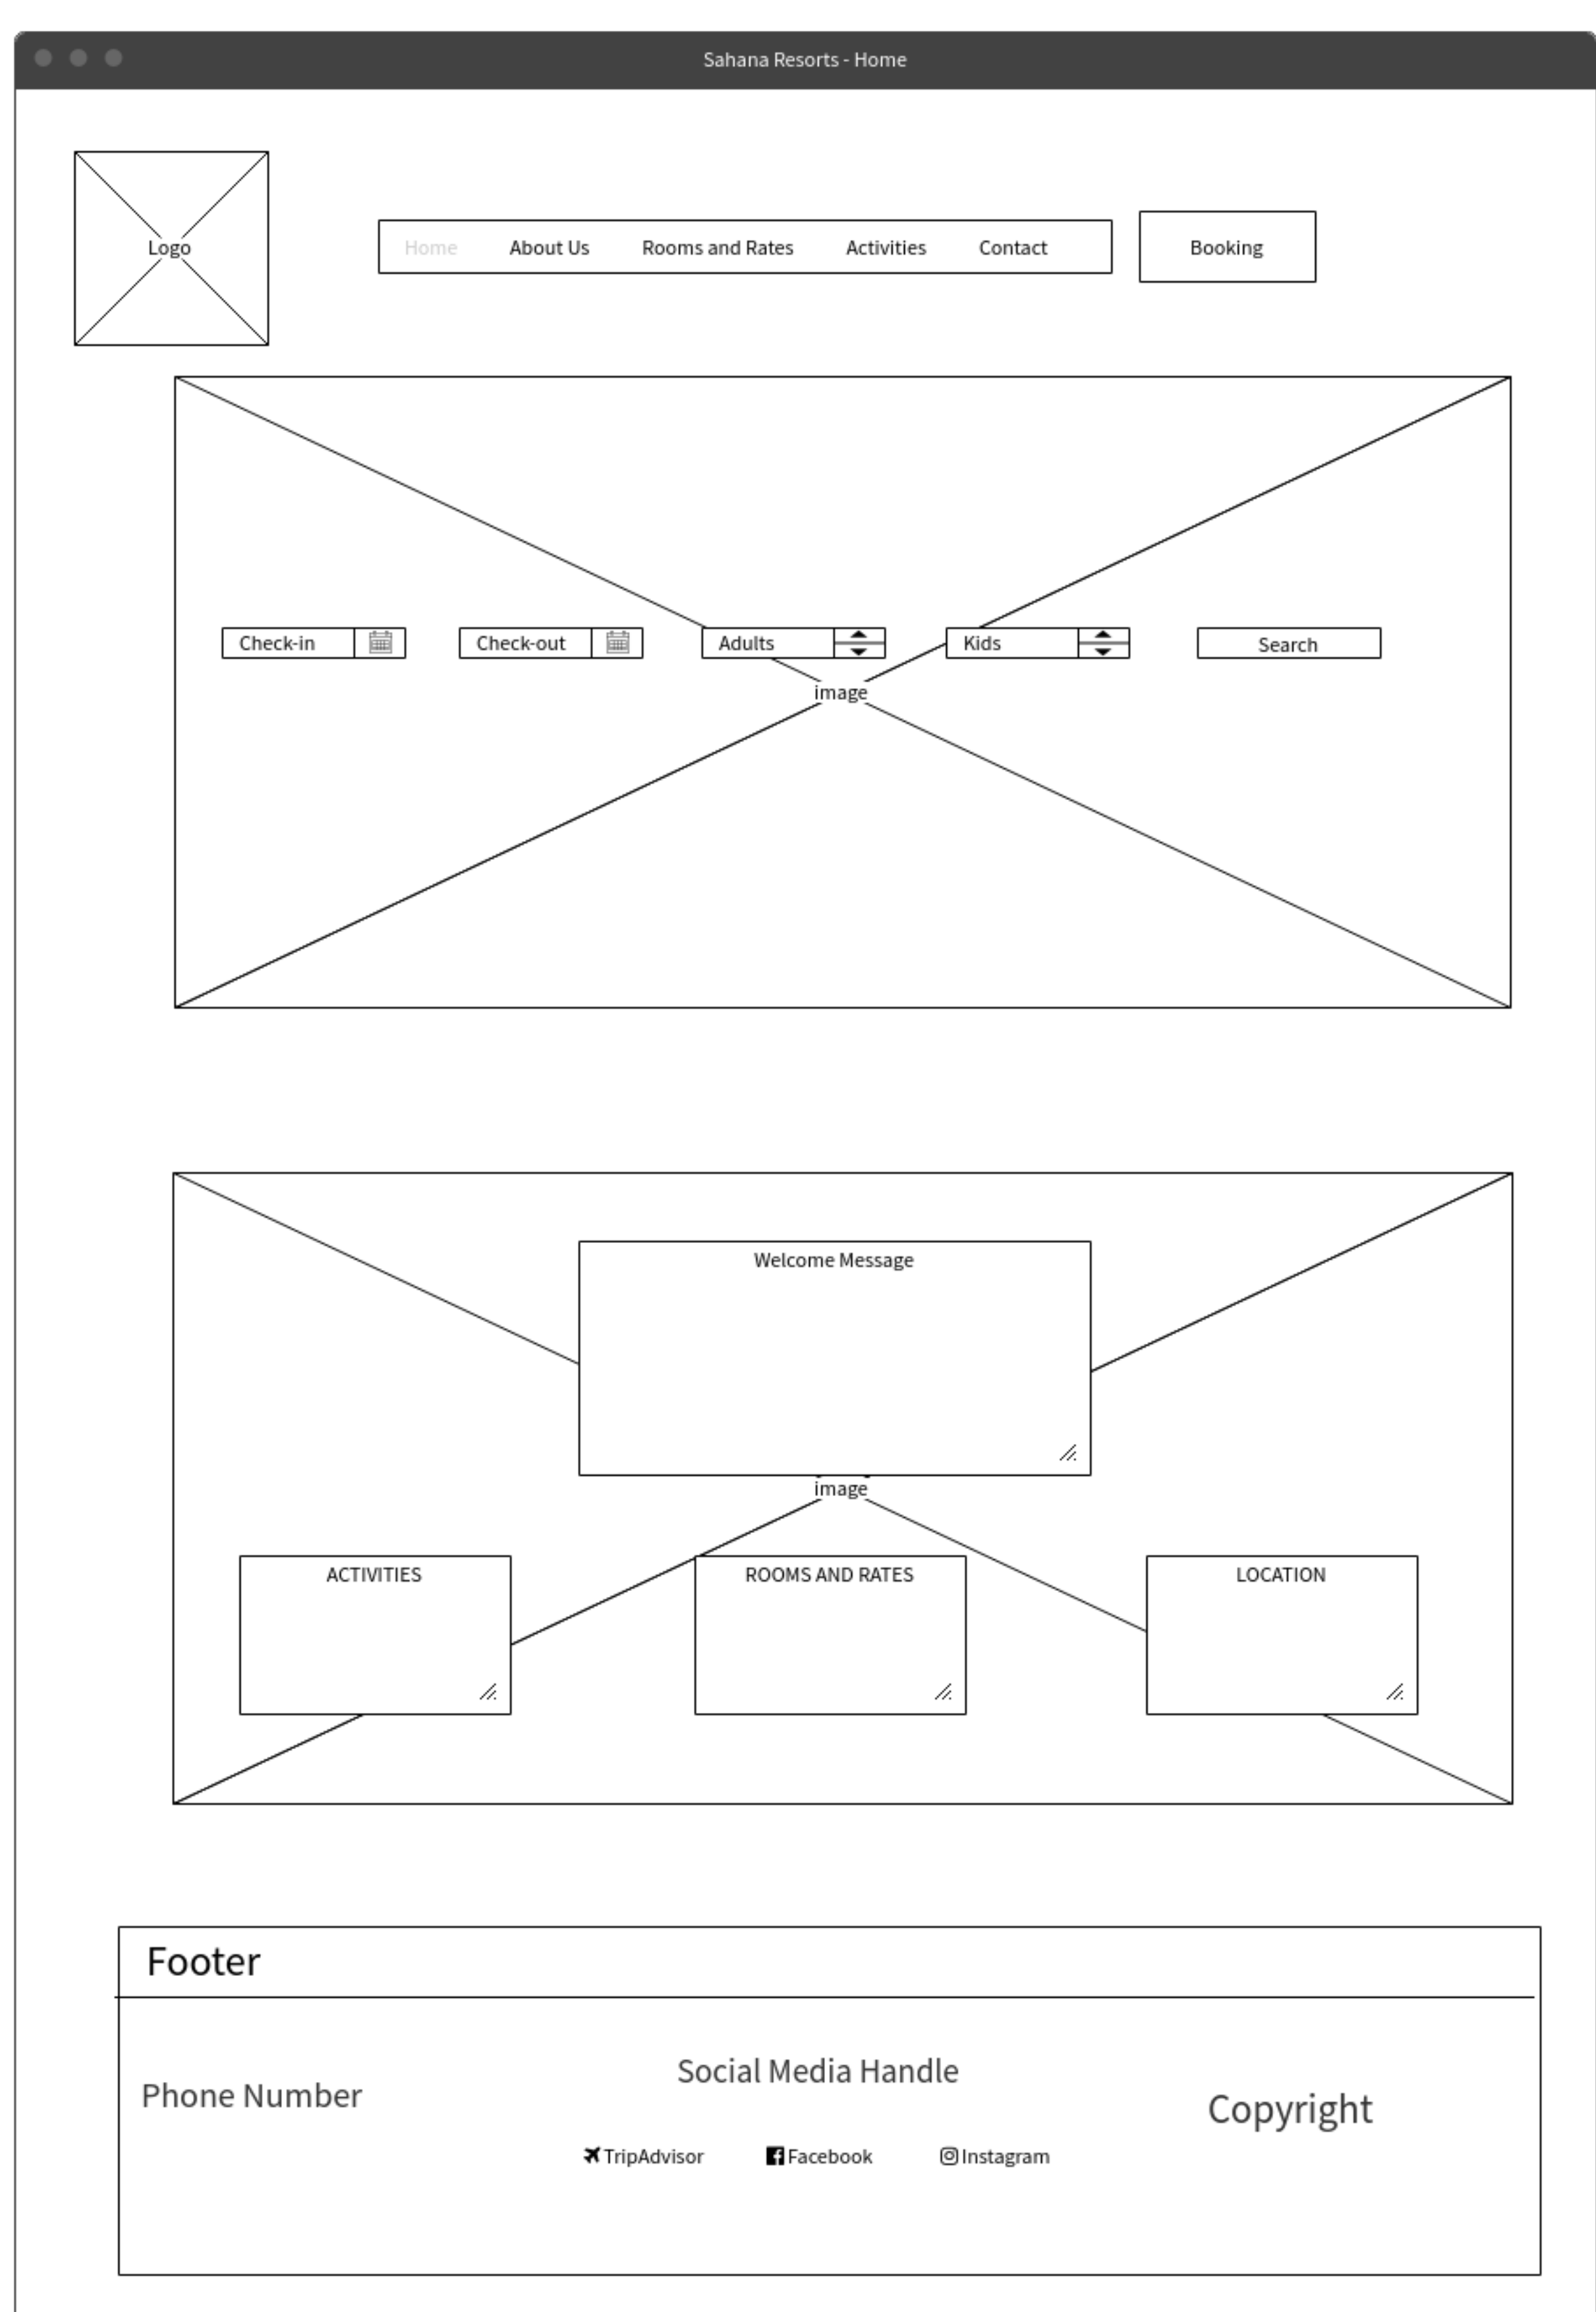 Sahana Resorts - Home
Logo
Home About Us Rooms and Rates Activities Contact
Booking
Check-in Check-out Adults Kids Search
image
Welcome Message
image
ACTIVITIES ROOMS AND RATES LOCATION
Footer
Phone Number
Social Media Handle
Copyright
TripAdvisor Facebook Instagram